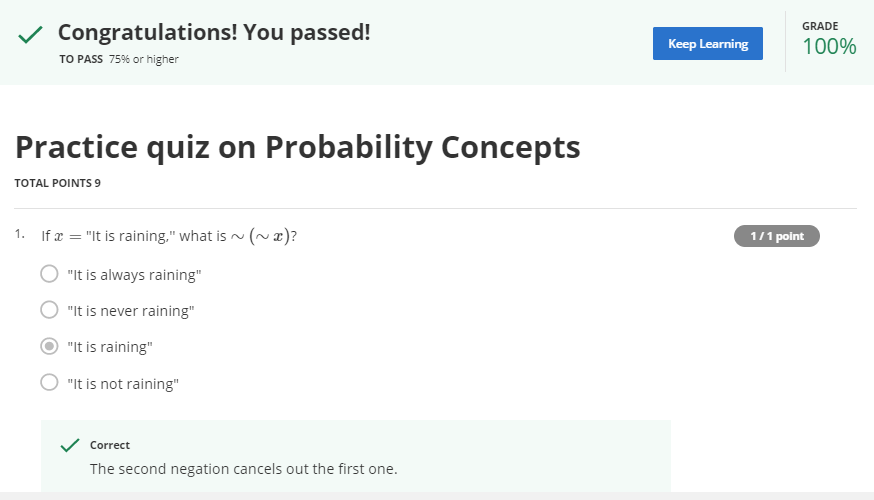 Congratulations! You passed!
TO PASS 75% or higher
Keep Learning
GRADE
100%
Practice quiz on Probability Concepts
TOTAL POINTS 9
1. If x = "It is raining," what is ∼ (∼ x)?
1 / 1 point
"It is always raining"
"It is never raining"
"It is raining"
"It is not raining"
Correct
The second negation cancels out the first one.